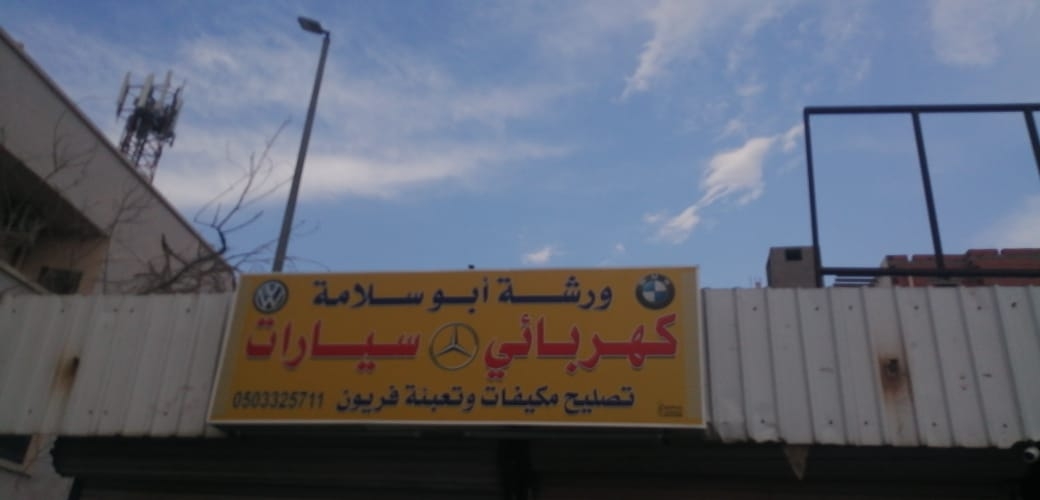 ورشة أبو سلامة
كهربائي سيارات
تصليح مكيفات وتعبئة فريون 0503325711